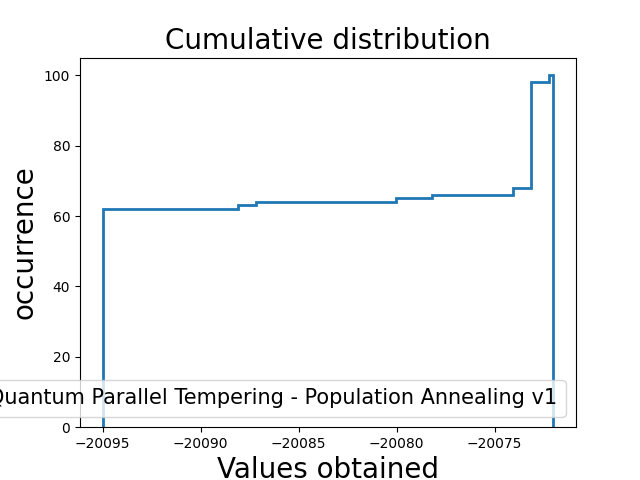 Cumulative distribution
occurrence
100
80
60
40
20
0
Quantum Parallel Tempering - Population Annealing v1
−20095 −20090 −20085 −20080 −20075
Values obtained